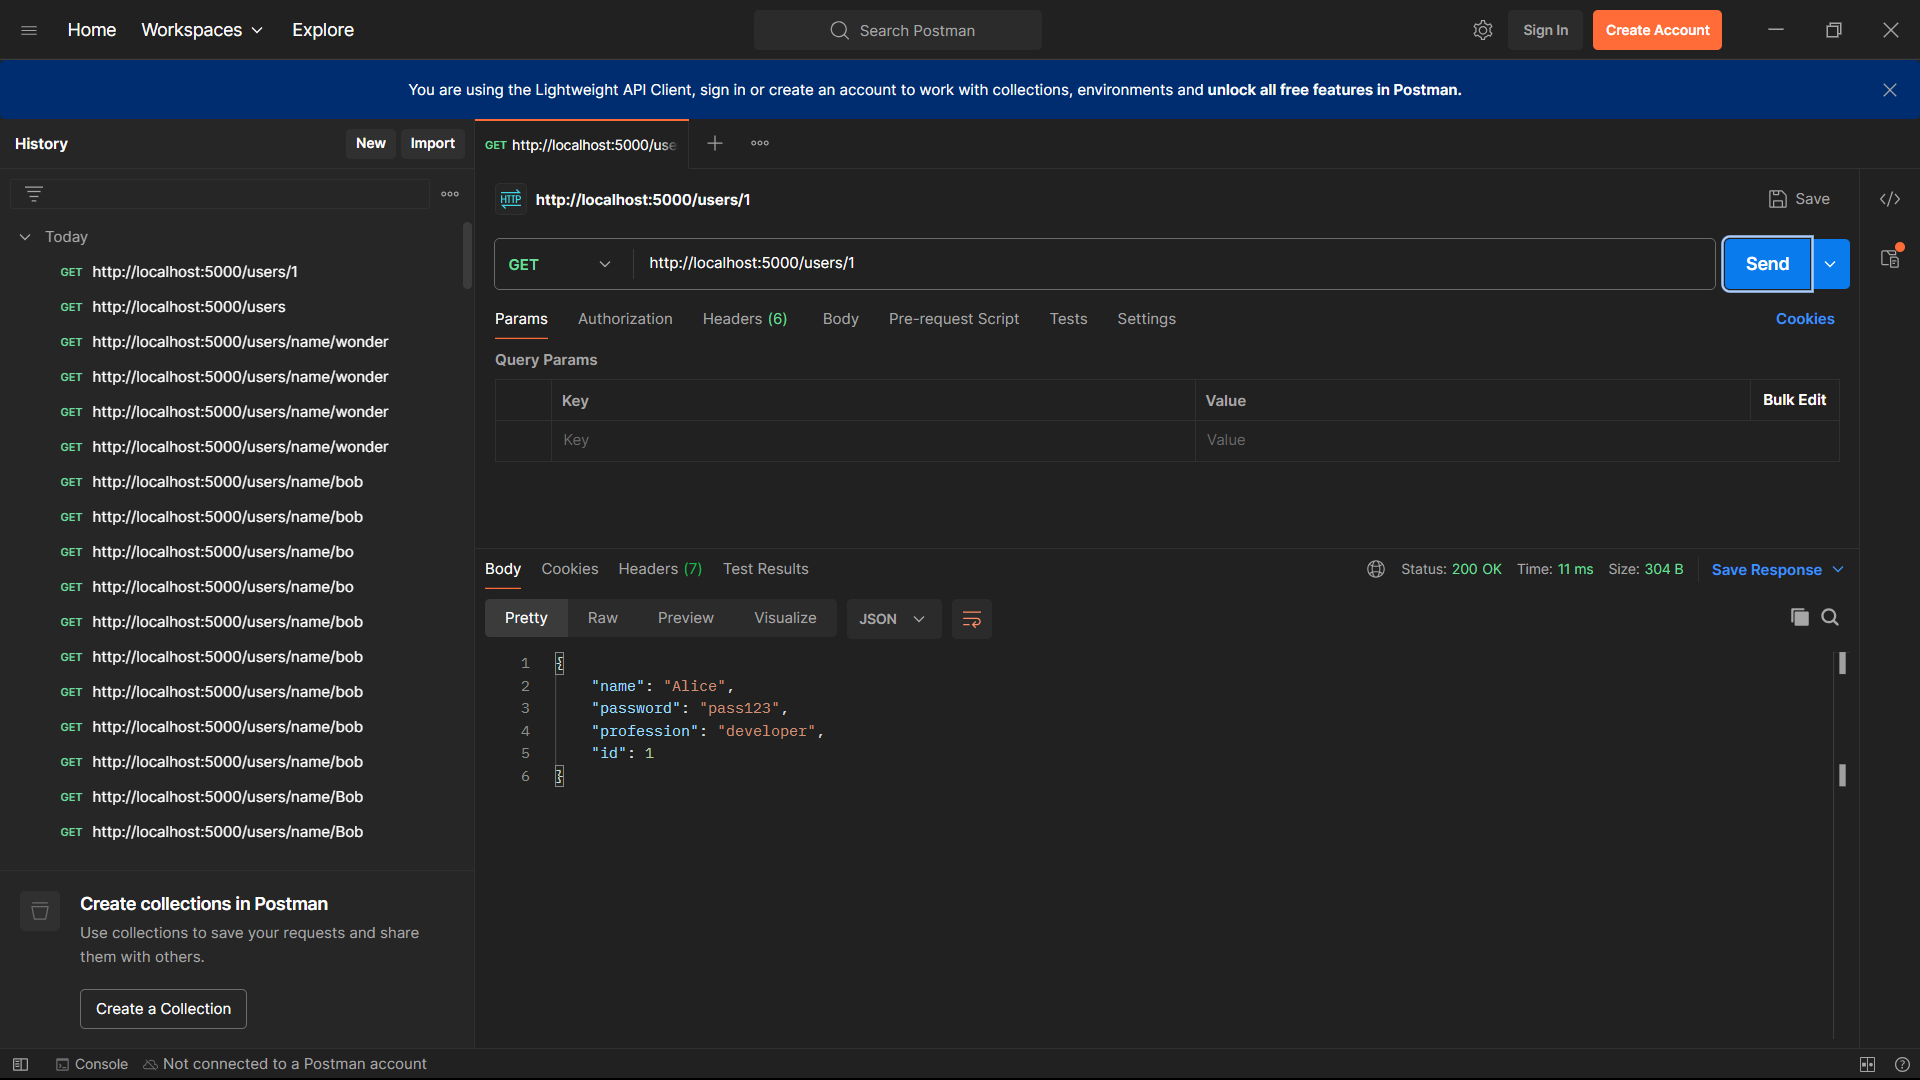 Home Workspaces Explore Search Postman Sign In Create Account
You are using the Lightweight API Client, sign in or create an account to work with collections, environments and unlock all free features in Postman.
History New Import
GET http://localhost:5000/use
HTTP http://localhost:5000/users/1 Save
Today
GET http://localhost:5000/users/1
GET http://localhost:5000/users
GET http://localhost:5000/users/name/wonder
GET http://localhost:5000/users/name/wonder
GET http://localhost:5000/users/name/wonder
GET http://localhost:5000/users/name/wonder
GET http://localhost:5000/users/name/bob
GET http://localhost:5000/users/name/bob
GET http://localhost:5000/users/name/bo
GET http://localhost:5000/users/name/bo
GET http://localhost:5000/users/name/bob
GET http://localhost:5000/users/name/bob
GET http://localhost:5000/users/name/bob
GET http://localhost:5000/users/name/bob
GET http://localhost:5000/users/name/bob
GET http://localhost:5000/users/name/Bob
GET http://localhost:5000/users/name/Bob
Create collections in Postman
Use collections to save your requests and share
them with others.
Create a Collection
GET http://localhost:5000/users/1 Send
Params Authorization Headers (6) Body Pre-request Script Tests Settings Cookies
Query Params
Key Value Bulk Edit
Key Value
Body Cookies Headers (7) Test Results Status: 200 OK Time: 11 ms Size: 304 B Save Response
Pretty Raw Preview Visualize JSON
1 {
2 "name": "Alice",
3 "password": "pass123",
4 "profession": "developer",
5 "id": 1
6 }
Console Not connected to a Postman account